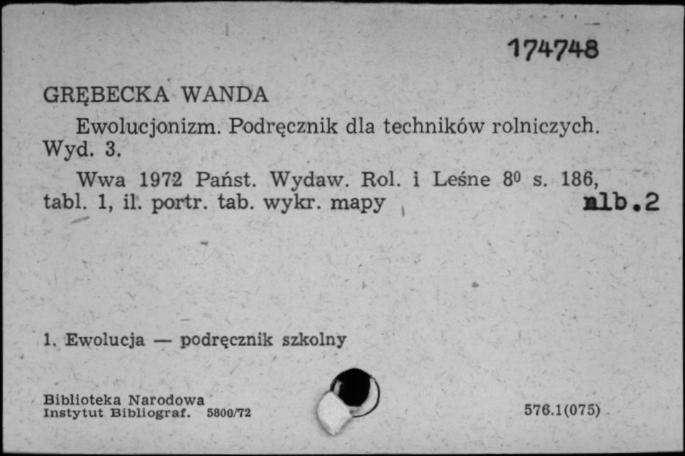 174748
GRĘBECKA WANDA
Ewolucjonizm. Podręcznik dla techników rolniczych.
Wyd. 3.
Wwa 1972 Państ. Wydaw. Rol. i Leśne 8⁰ s. 186,
tabl. 1, il. portr. tab. wykr. mapy nlb.2
1. Ewolucja — podręcznik szkolny
Biblioteka Narodowa
Instytut Bibliograf. 5800/72 576.1(075)